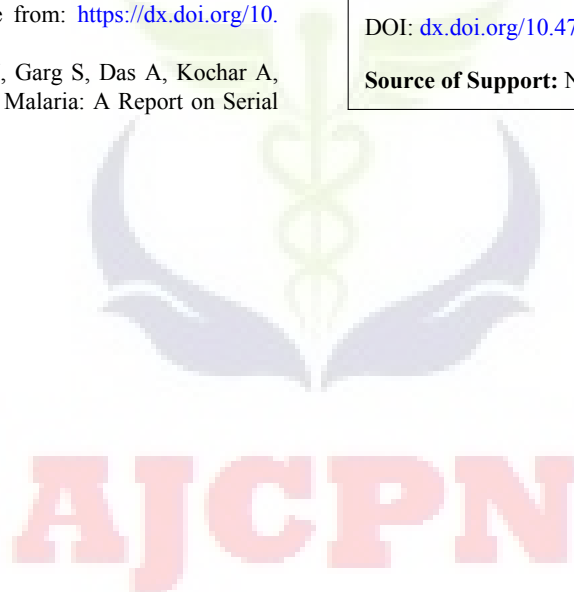 e from: https://dx.doi.org/10.
, Garg S, Das A, Kochar A,
Malaria: A Report on Serial
DOI: dx.doi.org/10.47
Source of Support: N
AJCPN